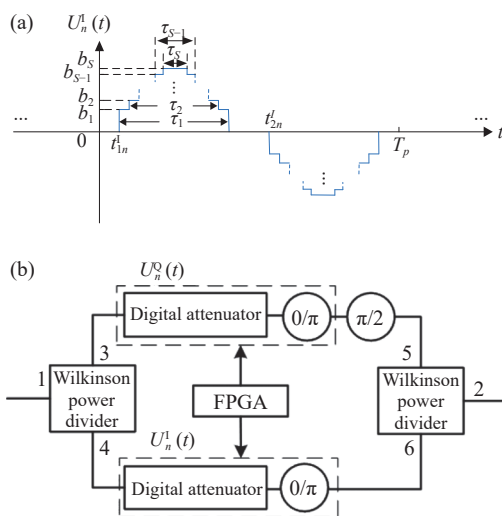 (a)
U_n^I(t)
τ_{S−1}
τ_S
b_S
b_{S−1}
⋮
b_2
b_1
τ_2
τ_1
...
...
0
t_{1n}^I
t_{2n}^I
T_p
t
⋮
(b)
U_n^Q(t)
Digital attenuator
0/π
π/2
3
5
1
Wilkinson
power
divider
FPGA
Wilkinson
power
divider
2
4
6
U_n^I(t)
Digital attenuator
0/π